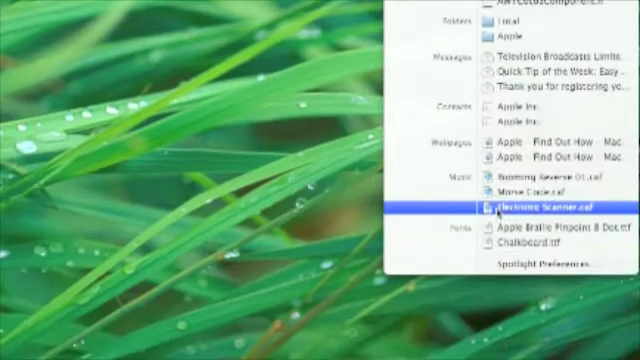 AWTCocoaComponent.h
Folders Local
Apple
Messages Television Broadcasts Limite...
Quick Tip of the Week: Easy ...
Thank you for registering yo...
Contacts Apple Inc.
Apple Inc.
Webpages Apple - Find Out How - Mac...
Apple - Find Out How - Mac...
Music Booming Reverse 01.caf
Morse Code.caf
Electronic Scanner.caf
Fonts Apple Braille Pinpoint 8 Dot.ttf
Chalkboard.ttf
Spotlight Preferences...